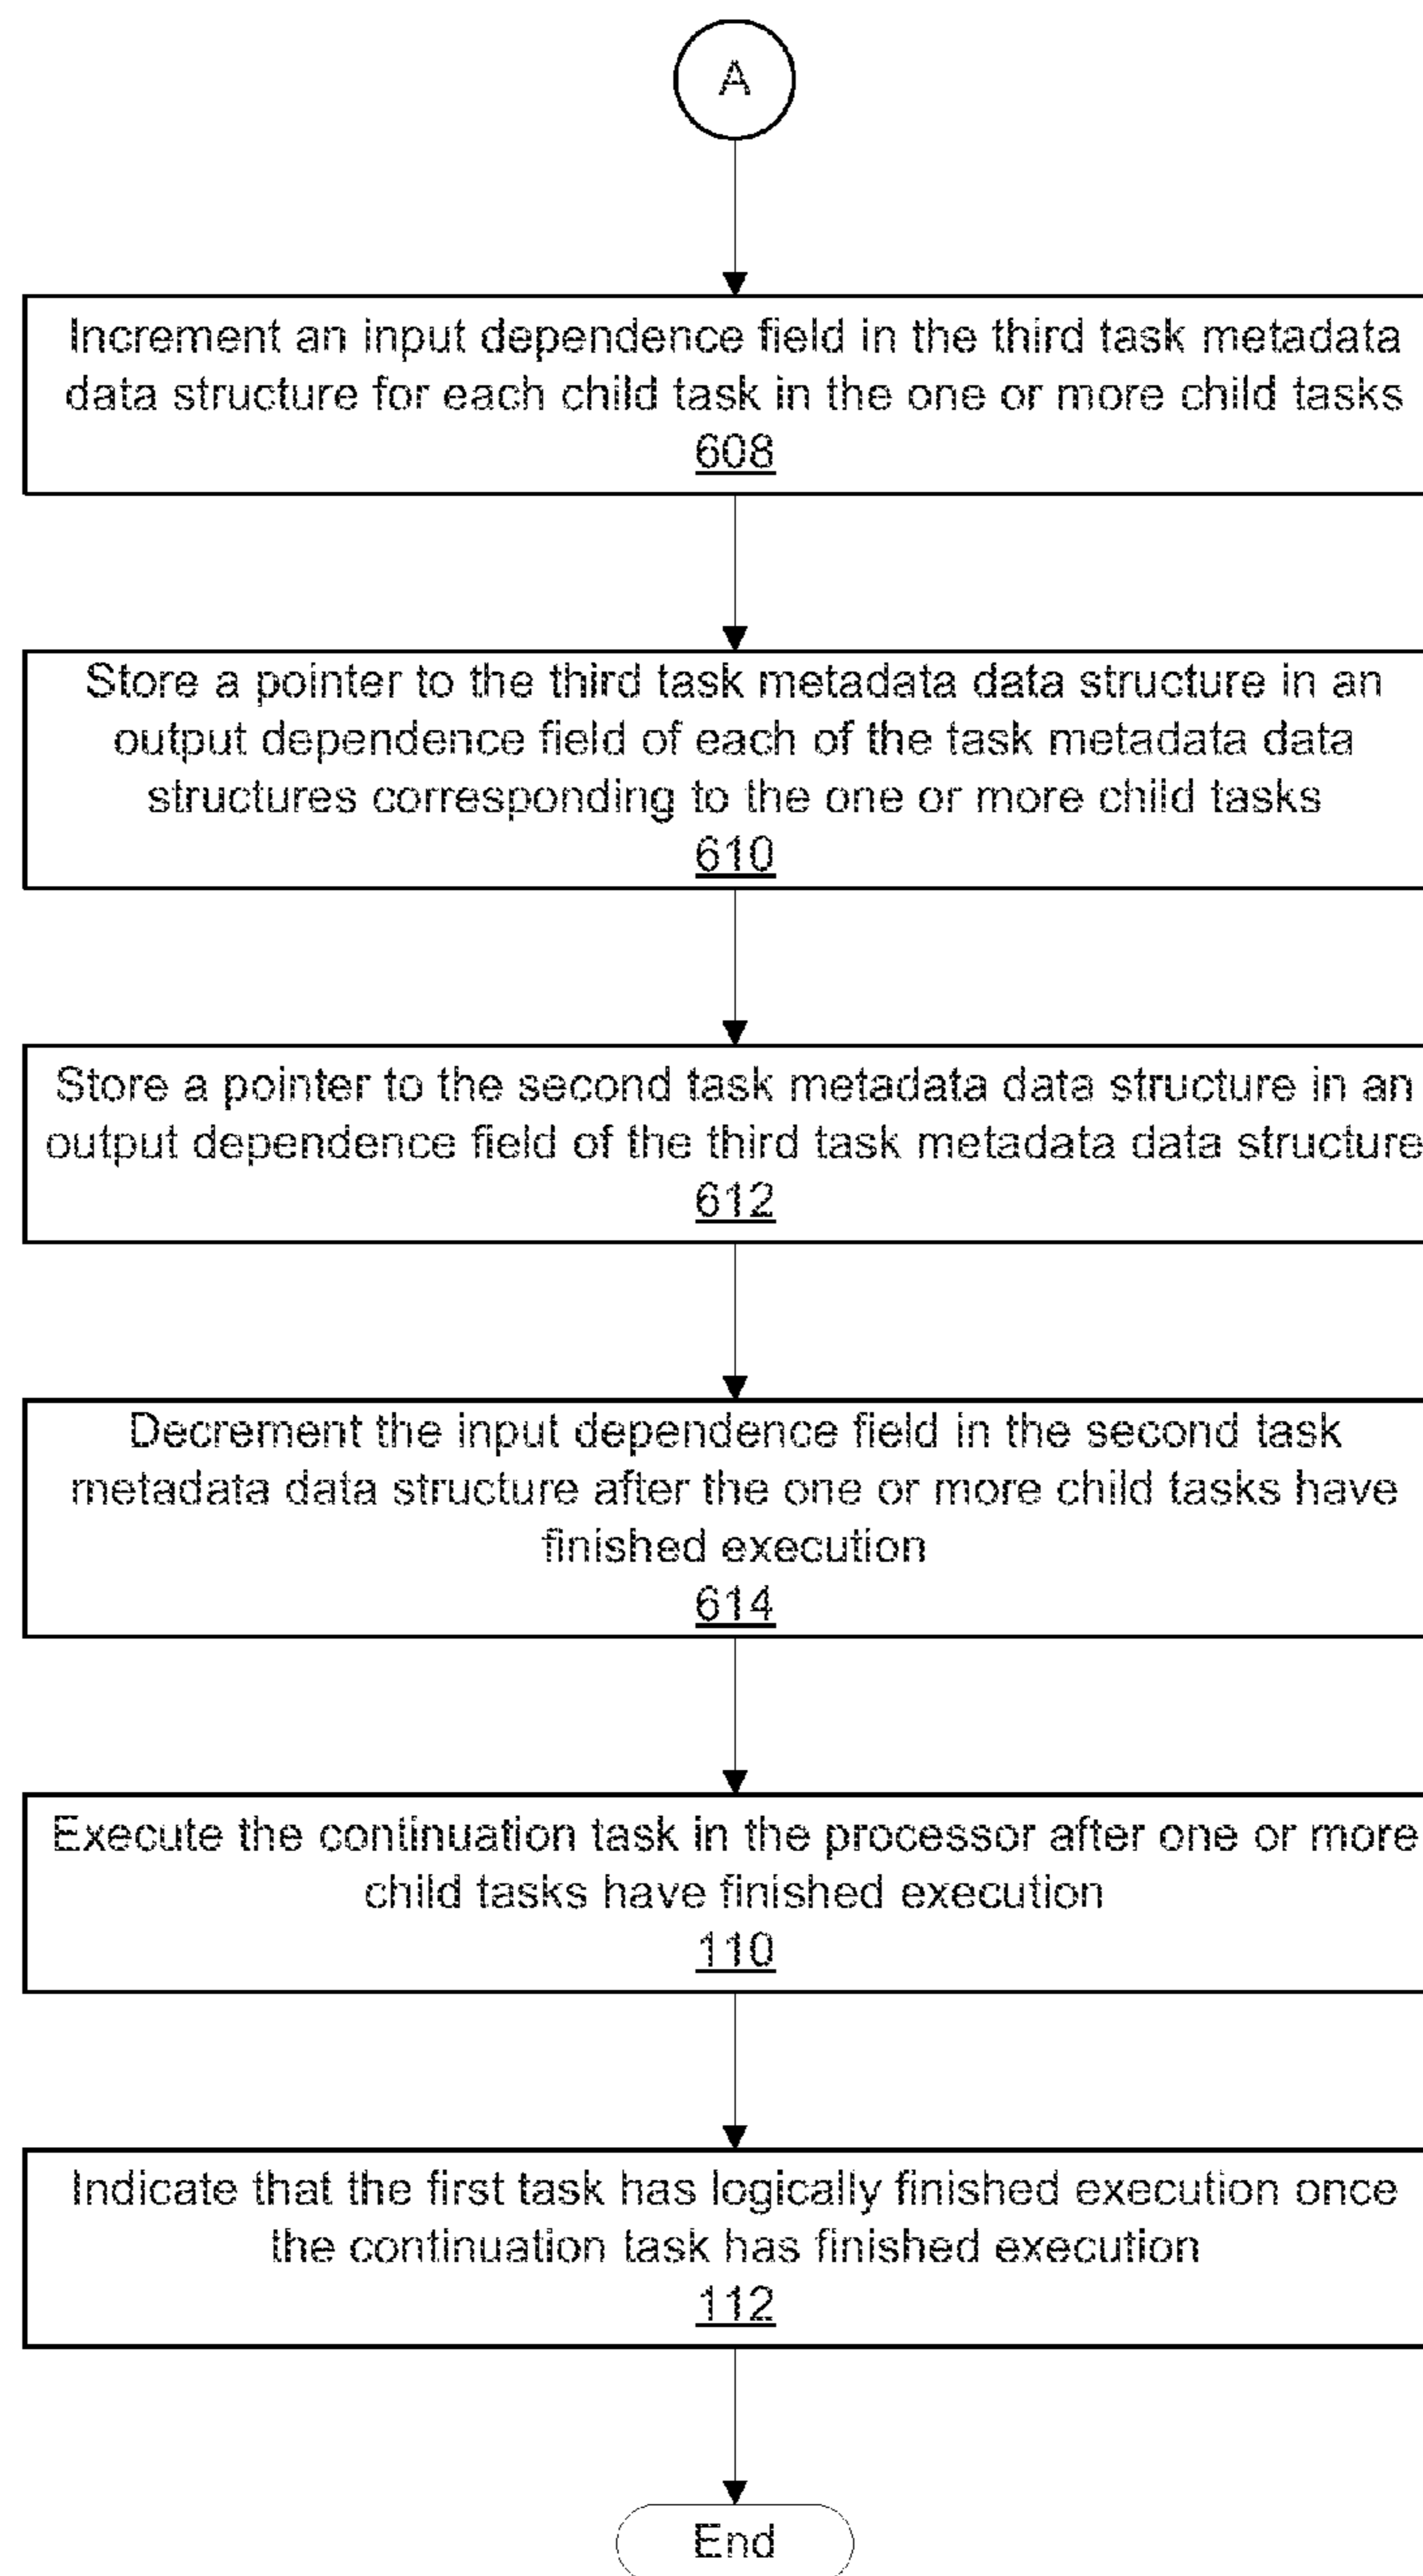 A
Increment an input dependence field in the third task metadata
data structure for each child task in the one or more child tasks
608
Store a pointer to the third task metadata data structure in an
output dependence field of each of the task metadata data
structures corresponding to the one or more child tasks
610
Store a pointer to the second task metadata data structure in an
output dependence field of the third task metadata data structure
612
Decrement the input dependence field in the second task
metadata data structure after the one or more child tasks have
finished execution
614
Execute the continuation task in the processor after one or more
child tasks have finished execution
110
Indicate that the first task has logically finished execution once
the continuation task has finished execution
112
End